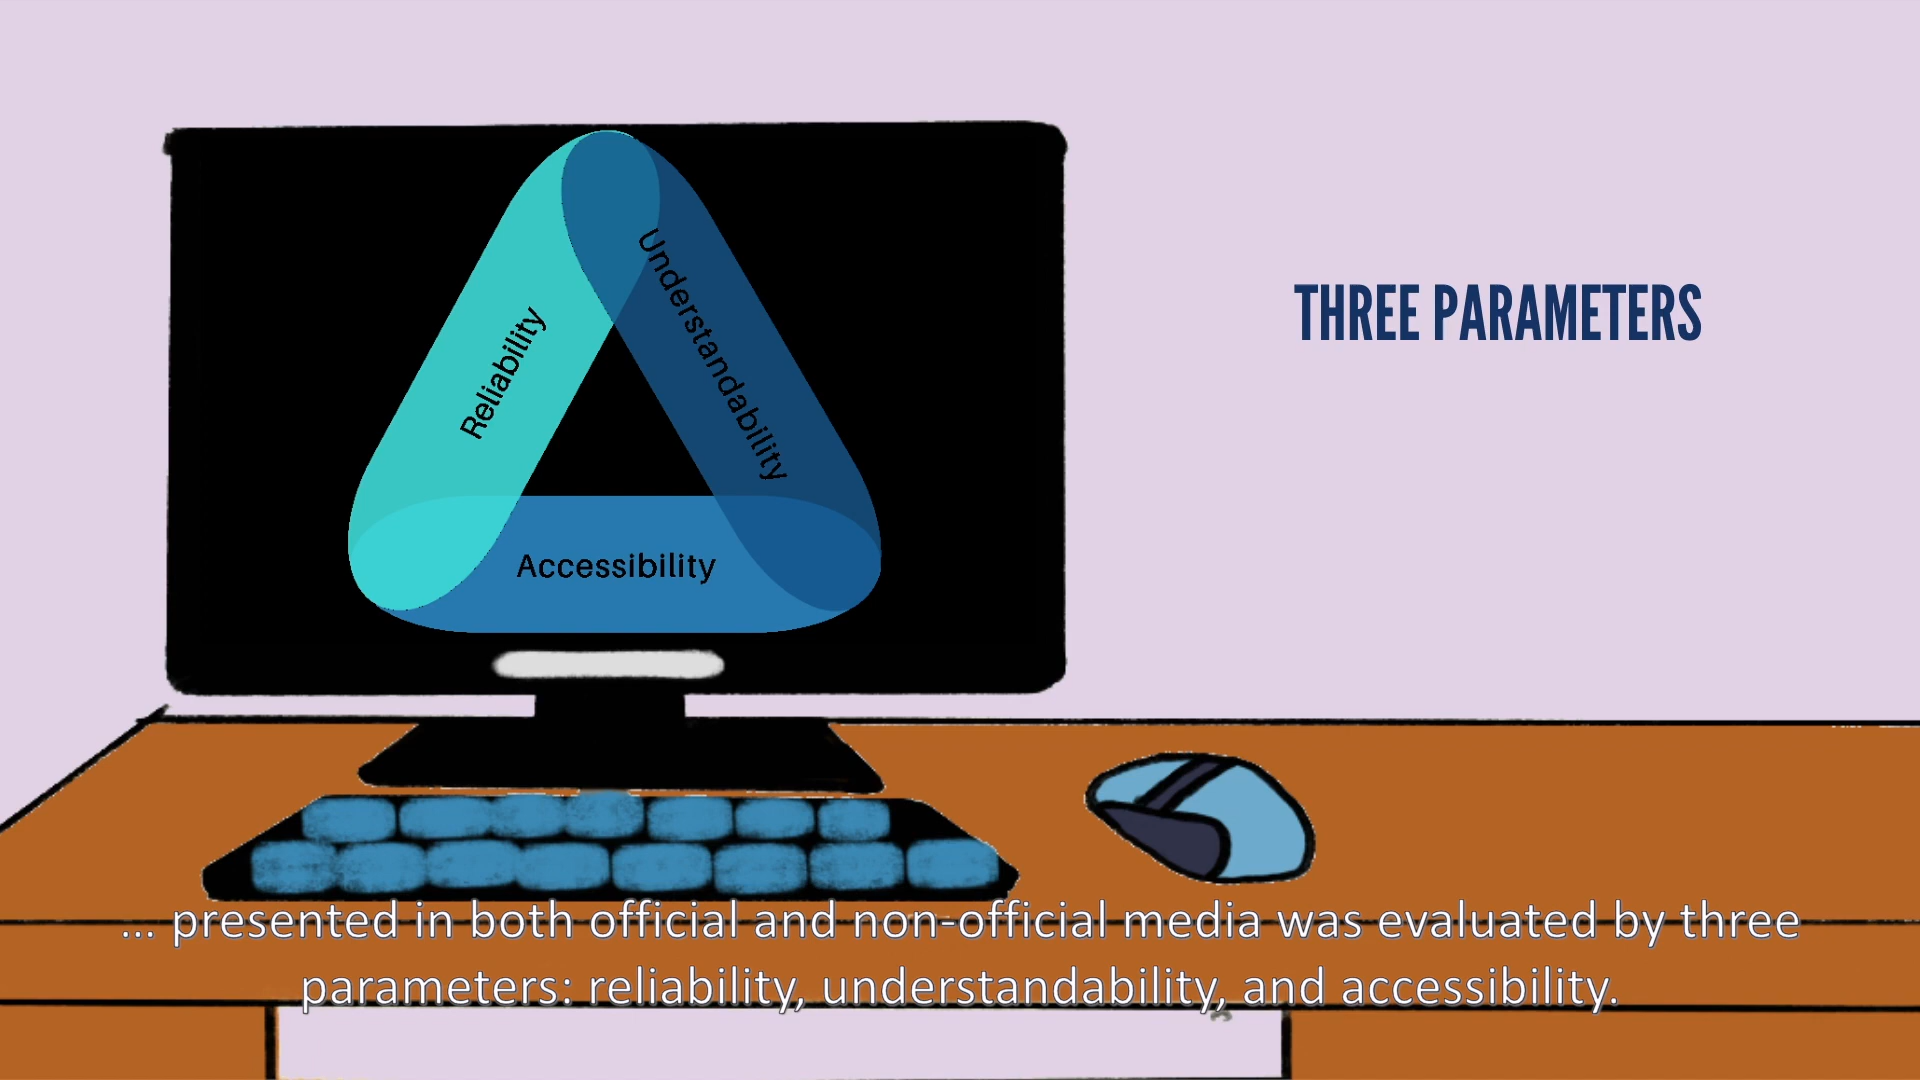 Reliability
Understandability
Accessibility
THREE PARAMETERS
... presented in both official and non-official media was evaluated by three
parameters: reliability, understandability, and accessibility.